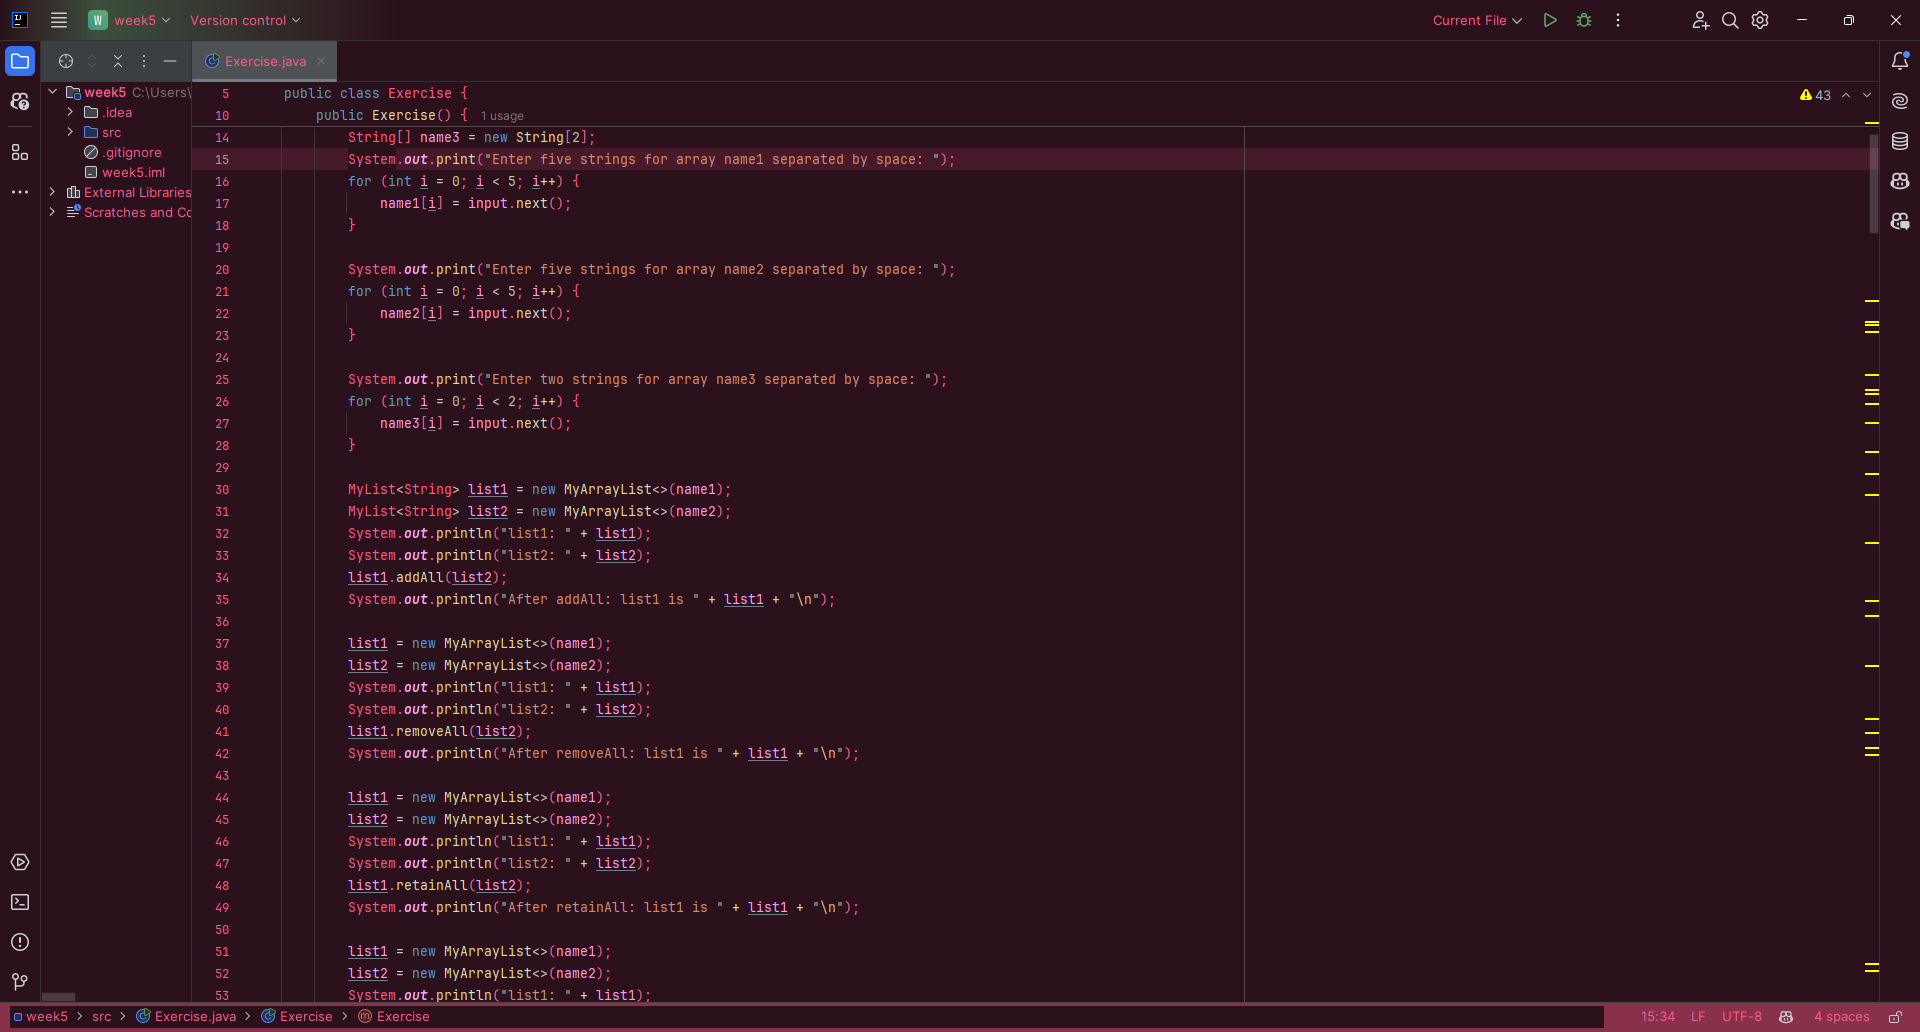 week5 Version control Current File
Exercise.java
week5 C:\Users\
.idea
src
.gitignore
week5.iml
External Libraries
Scratches and Co
43
5 public class Exercise {
10 public Exercise() { 1 usage
14 String[] name3 = new String[2];
15 System.out.print("Enter five strings for array name1 separated by space: ");
16 for (int i = 0; i < 5; i++) {
17 name1[i] = input.next();
18 }
19
20 System.out.print("Enter five strings for array name2 separated by space: ");
21 for (int i = 0; i < 5; i++) {
22 name2[i] = input.next();
23 }
24
25 System.out.print("Enter two strings for array name3 separated by space: ");
26 for (int i = 0; i < 2; i++) {
27 name3[i] = input.next();
28 }
29
30 MyList<String> list1 = new MyArrayList<>(name1);
31 MyList<String> list2 = new MyArrayList<>(name2);
32 System.out.println("list1: " + list1);
33 System.out.println("list2: " + list2);
34 list1.addAll(list2);
35 System.out.println("After addAll: list1 is " + list1 + "\n");
36
37 list1 = new MyArrayList<>(name1);
38 list2 = new MyArrayList<>(name2);
39 System.out.println("list1: " + list1);
40 System.out.println("list2: " + list2);
41 list1.removeAll(list2);
42 System.out.println("After removeAll: list1 is " + list1 + "\n");
43
44 list1 = new MyArrayList<>(name1);
45 list2 = new MyArrayList<>(name2);
46 System.out.println("list1: " + list1);
47 System.out.println("list2: " + list2);
48 list1.retainAll(list2);
49 System.out.println("After retainAll: list1 is " + list1 + "\n");
50
51 list1 = new MyArrayList<>(name1);
52 list2 = new MyArrayList<>(name2);
53 System.out.println("list1: " + list1);
week5 > src > Exercise.java > Exercise > Exercise 15:34 LF UTF-8 4 spaces